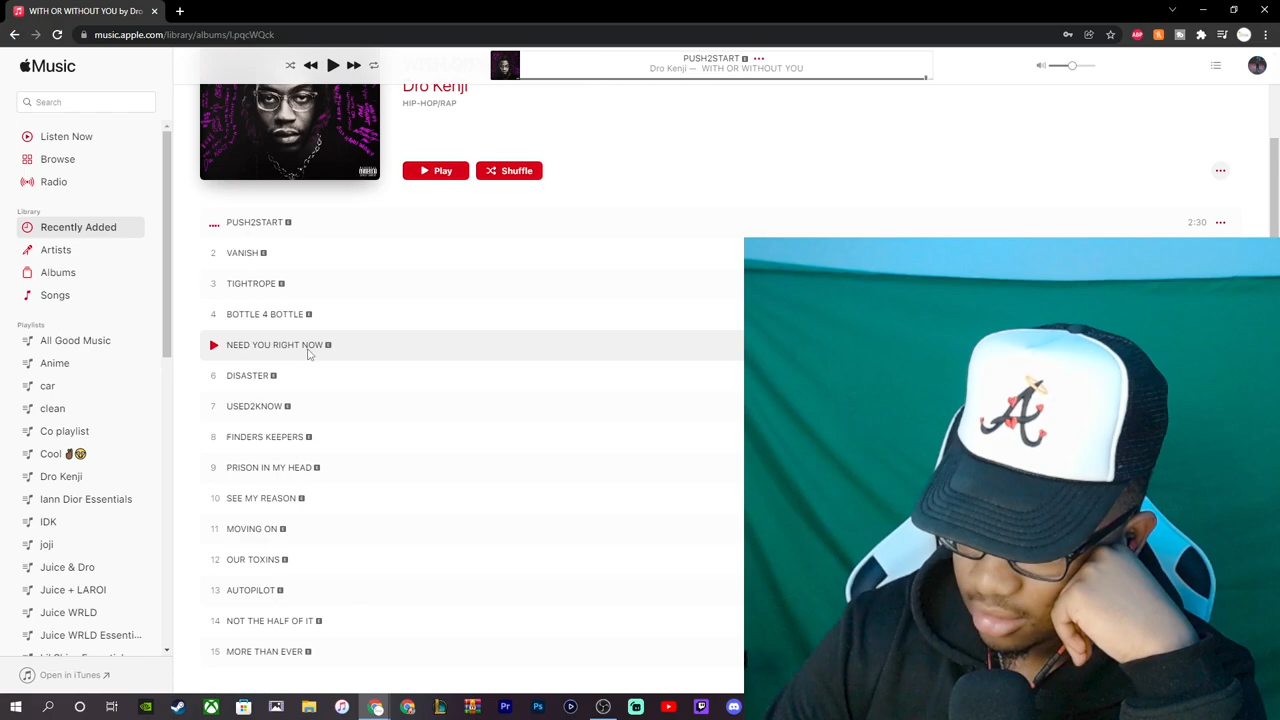 WITH OR WITHOUT YOU by Dro
music.apple.com/library/albums/l.pqcWQck
Music
Search
Listen Now
Browse
Radio
Library
Recently Added
Artists
Albums
Songs
Playlists
All Good Music
Anime
car
clean
Co playlist
Cool ✌🏾🤓
Dro Kenji
Iann Dior Essentials
IDK
joji
Juice & Dro
Juice + LAROI
Juice WRLD
Juice WRLD Essenti...
Open in iTunes ↗
PUSH2START E
Dro Kenji — WITH OR WITHOUT YOU
Dro Kenji
HIP-HOP/RAP
Play
Shuffle
PUSH2START E 2:30
2 VANISH E
3 TIGHTROPE E
4 BOTTLE 4 BOTTLE E
NEED YOU RIGHT NOW E
6 DISASTER E
7 USED2KNOW E
8 FINDERS KEEPERS E
9 PRISON IN MY HEAD E
10 SEE MY REASON E
11 MOVING ON E
12 OUR TOXINS E
13 AUTOPILOT E
14 NOT THE HALF OF IT E
15 MORE THAN EVER E
A
ABP
Pr
Ps